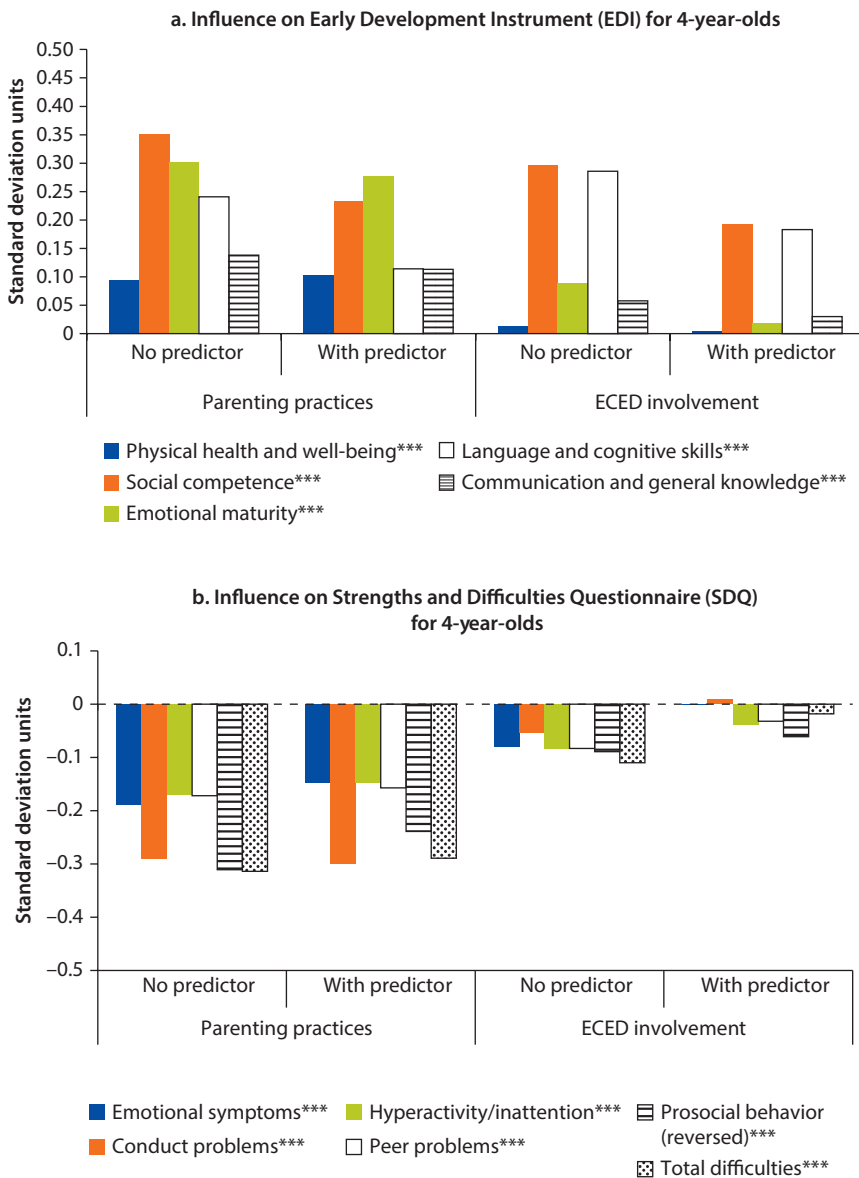 a. Influence on Early Development Instrument (EDI) for 4-year-olds
0.50
0.45
0.40
0.35
0.30
0.25
0.20
0.15
0.10
0.05
0
Standard deviation units
No predictor
With predictor
No predictor
With predictor
Parenting practices
ECED involvement
Physical health and well-being***
Language and cognitive skills***
Social competence***
Communication and general knowledge***
Emotional maturity***
b. Influence on Strengths and Difficulties Questionnaire (SDQ)
for 4-year-olds
0.1
0
–0.1
–0.2
–0.3
–0.4
–0.5
Standard deviation units
No predictor
With predictor
No predictor
With predictor
Parenting practices
ECED involvement
Emotional symptoms***
Hyperactivity/inattention***
Prosocial behavior
(reversed)***
Conduct problems***
Peer problems***
Total difficulties***